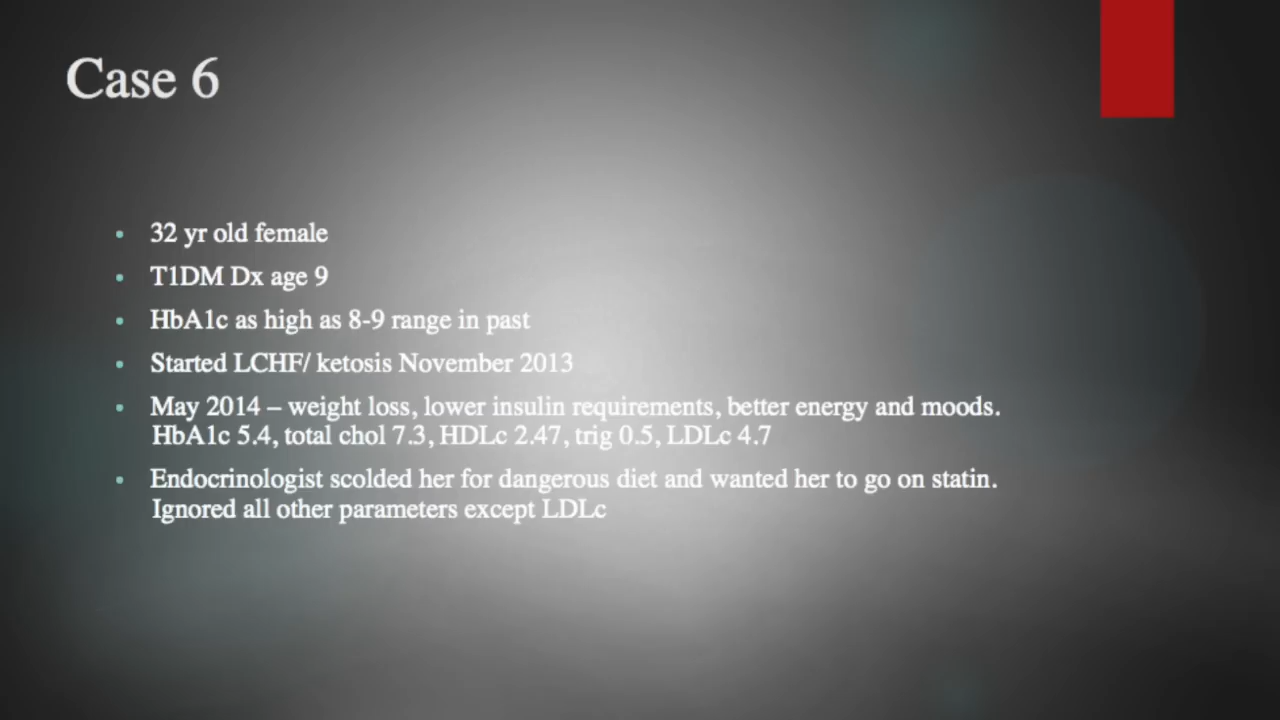 Case 6
• 32 yr old female
• T1DM Dx age 9
• HbA1c as high as 8-9 range in past
• Started LCHF/ ketosis November 2013
• May 2014 – weight loss, lower insulin requirements, better energy and moods.
HbA1c 5.4, total chol 7.3, HDLc 2.47, trig 0.5, LDLc 4.7
• Endocrinologist scolded her for dangerous diet and wanted her to go on statin.
Ignored all other parameters except LDLc